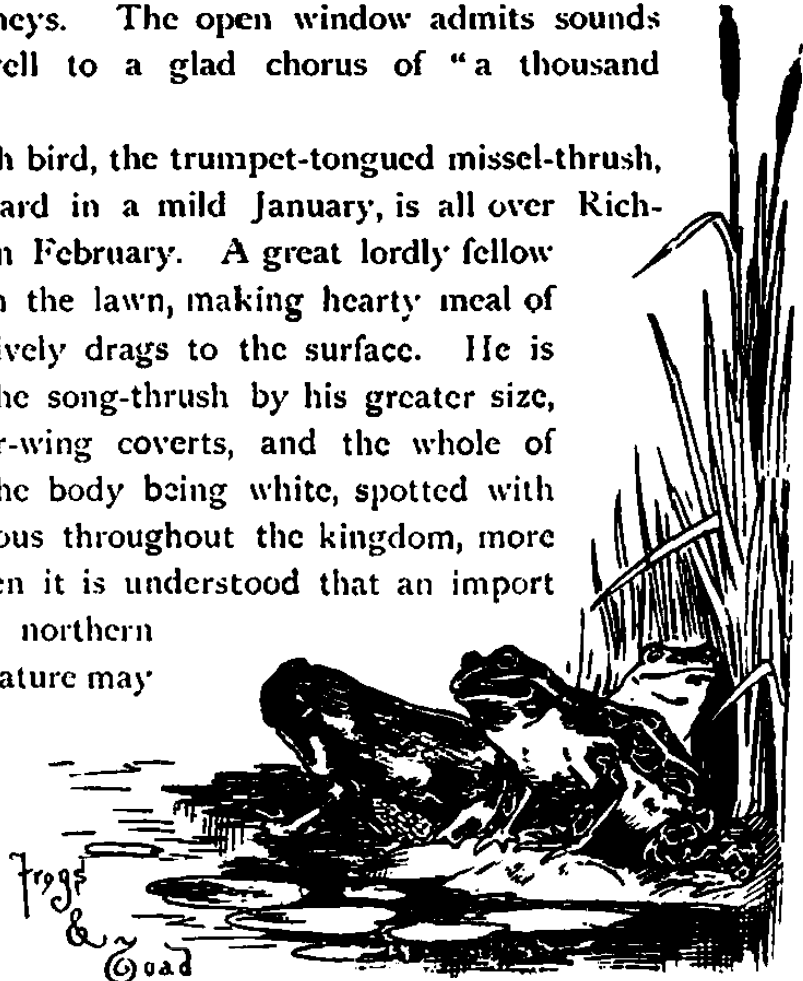 neys. The open window admits sounds
well to a glad chorus of “a thousand
h bird, the trumpet-tongued missel-thrush,
ard in a mild January, is all over Rich-
n February. A great lordly fellow
n the lawn, making hearty meal of
ively drags to the surface. He is
he song-thrush by his greater size,
r-wing coverts, and the whole of
he body being white, spotted with
ous throughout the kingdom, more
en it is understood that an import
northern
ature may
Frogs
&
Toad